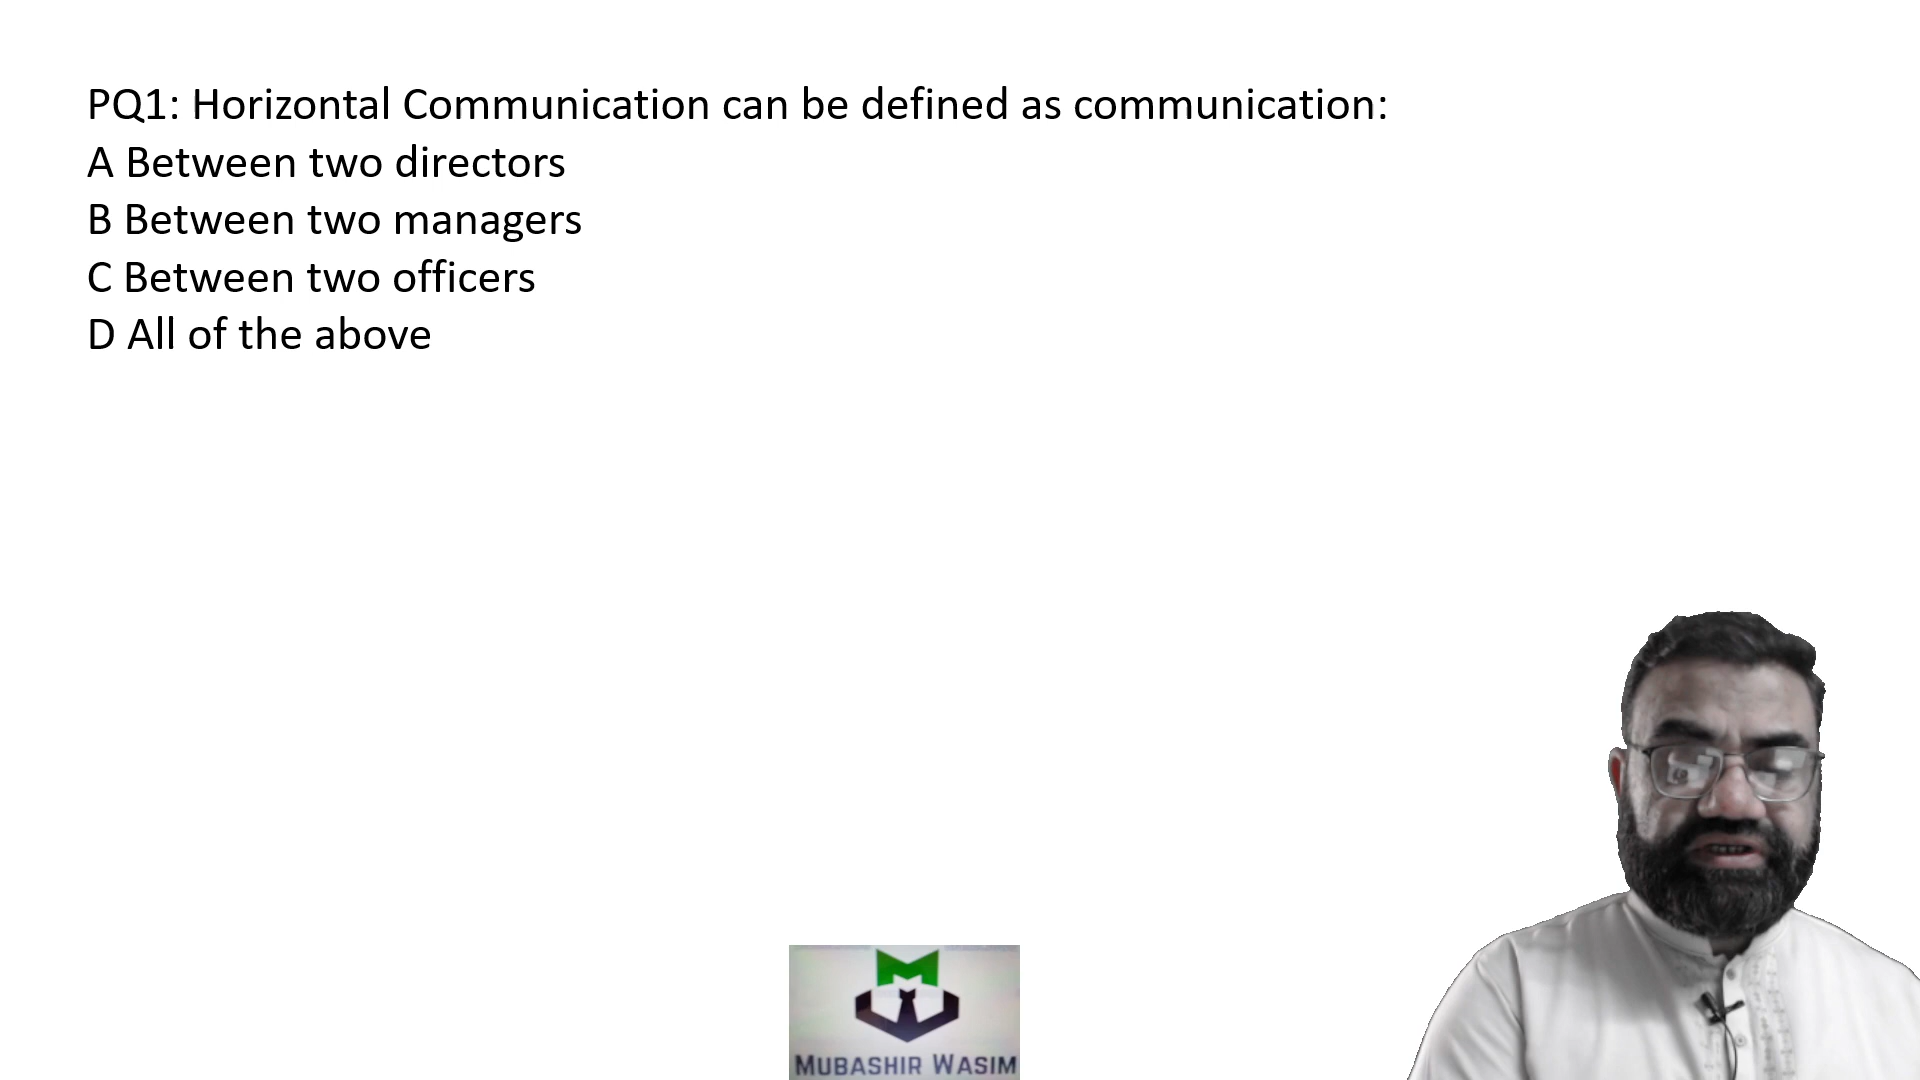 PQ1: Horizontal Communication can be defined as communication:
A Between two directors
B Between two managers
C Between two officers
D All of the above
MUBASHIR WASIM